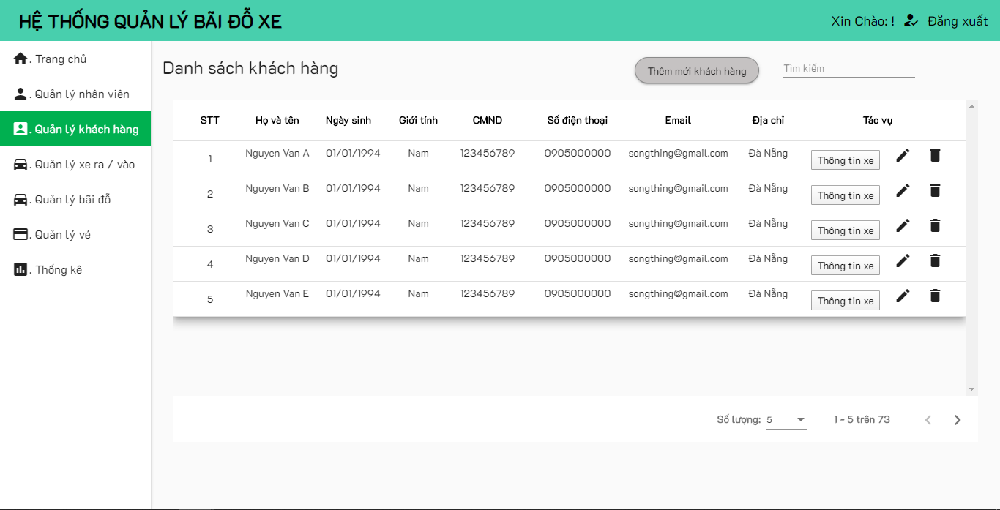 HỆ THỐNG QUẢN LÝ BÃI ĐỖ XE
Xin Chào: ! Đăng xuất
. Trang chủ
. Quản lý nhân viên
. Quản lý khách hàng
. Quản lý xe ra / vào
. Quản lý bãi đỗ
. Quản lý vé
. Thống kê
Danh sách khách hàng
Thêm mới khách hàng
Tìm kiếm
STT Họ và tên Ngày sinh Giới tính CMND Số điện thoại Email Địa chỉ Tác vụ
1 Nguyen Van A 01/01/1994 Nam 123456789 0905000000 songthing@gmail.com Đà Nẵng Thông tin xe
2 Nguyen Van B 01/01/1994 Nam 123456789 0905000000 songthing@gmail.com Đà Nẵng Thông tin xe
3 Nguyen Van C 01/01/1994 Nam 123456789 0905000000 songthing@gmail.com Đà Nẵng Thông tin xe
4 Nguyen Van D 01/01/1994 Nam 123456789 0905000000 songthing@gmail.com Đà Nẵng Thông tin xe
5 Nguyen Van E 01/01/1994 Nam 123456789 0905000000 songthing@gmail.com Đà Nẵng Thông tin xe
Số lượng: 5 1 - 5 trên 73